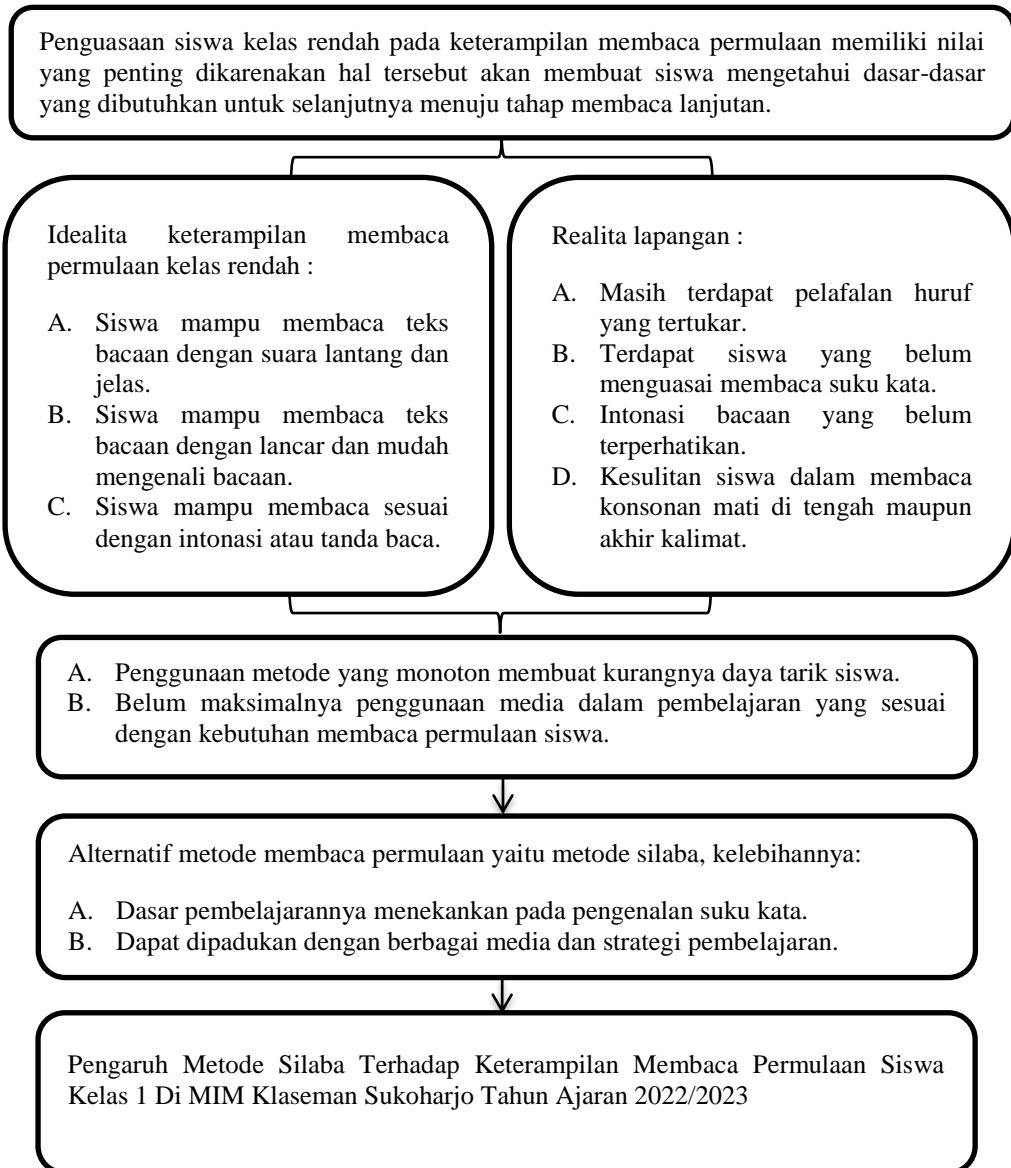 Penguasaan siswa kelas rendah pada keterampilan membaca permulaan memiliki nilai
yang penting dikarenakan hal tersebut akan membuat siswa mengetahui dasar-dasar
yang dibutuhkan untuk selanjutnya menuju tahap membaca lanjutan.
Idealita keterampilan membaca
permulaan kelas rendah :
A. Siswa mampu membaca teks
bacaan dengan suara lantang dan
jelas.
B. Siswa mampu membaca teks
bacaan dengan lancar dan mudah
mengenali bacaan.
C. Siswa mampu membaca sesuai
dengan intonasi atau tanda baca.
Realita lapangan :
A. Masih terdapat pelafalan huruf
yang tertukar.
B. Terdapat siswa yang belum
menguasai membaca suku kata.
C. Intonasi bacaan yang belum
terperhatikan.
D. Kesulitan siswa dalam membaca
konsonan mati di tengah maupun
akhir kalimat.
A. Penggunaan metode yang monoton membuat kurangnya daya tarik siswa.
B. Belum maksimalnya penggunaan media dalam pembelajaran yang sesuai
dengan kebutuhan membaca permulaan siswa.
Alternatif metode membaca permulaan yaitu metode silaba, kelebihannya:
A. Dasar pembelajarannya menekankan pada pengenalan suku kata.
B. Dapat dipadukan dengan berbagai media dan strategi pembelajaran.
Pengaruh Metode Silaba Terhadap Keterampilan Membaca Permulaan Siswa
Kelas 1 Di MIM Klaseman Sukoharjo Tahun Ajaran 2022/2023